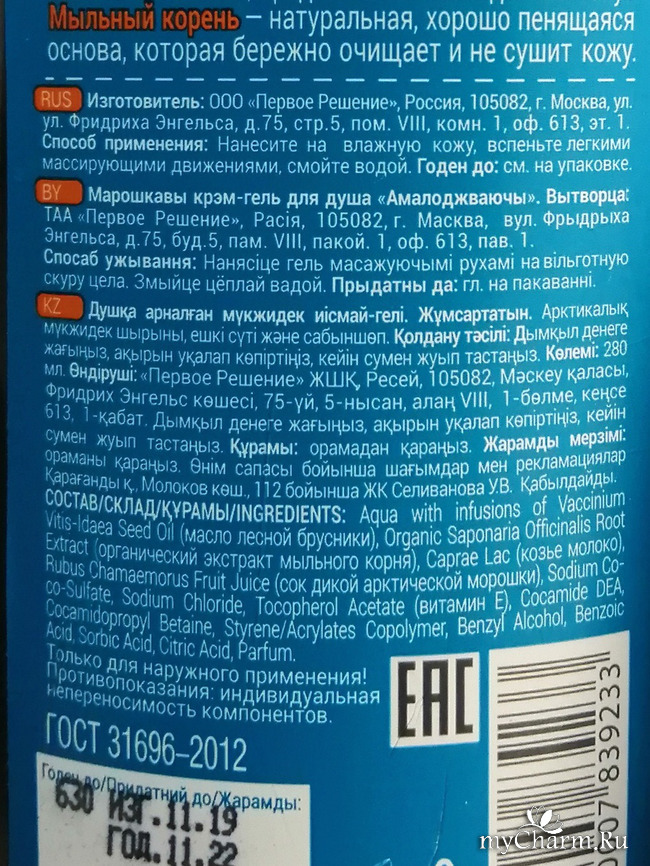 Мыльный корень – натуральная, хорошо пенящаяся
основа, которая бережно очищает и не сушит кожу.
RUS Изготовитель: ООО «Первое Решение», Россия, 105082, г. Москва, ул.
ул. Фридриха Энгельса, д.75, стр.5, пом. VIII, комн. 1, оф. 613, эт. 1.
Способ применения: Нанесите на влажную кожу, вспеньте легкими
массирующими движениями, смойте водой. Годен до: см. на упаковке.
BY Марошкавы крэм-гель для душа «Амалоджваючы». Вытворца:
ТАА «Первое Решение», Расія, 105082, г. Масква, вул. Фрыдрыха
Энгельса, д.75, буд.5, пам. VIII, пакой. 1, оф. 613, пав. 1.
Спосаб ужывання: Нанясіце гель масажуючымі рухамі на вільготную
скуру цела. Змыйце цёплай вадой. Прыдатны да: гл. на пакаванні.
KZ Душқа арналған мүкжидек иісмай-гелі. Жұмсартатын. Арктикалық
мүкжидек шырыны, ешкі сүті және сабыншөп. Қолдану тәсілі: Дымқыл денеге
жағыңыз, ақырын уқалап көпіртіңіз, кейін сумен жуып тастаңыз. Көлемі: 280
мл. Өндіруші: «Первое Решение» ЖШҚ, Ресей, 105082, Мәскеу қаласы,
Фридрих Энгельс көшесі, 75-үй, 5-нысан, алаң VIII, 1-бөлме, кеңсе
613, 1-қабат. Дымқыл денеге жағыңыз, ақырын уқалап көпіртіңіз, кейін
сумен жуып тастаңыз. Құрамы: орамадан қараңыз. Жарамды мерзімі:
ораманы қараңыз. Өнім сапасы бойынша шағымдар мен рекламациялар
Қарағанды қ., Молоков көш., 112 бойынша ЖК Селиванова У.В. Қабылдайды.
СОСТАВ/СКЛАД/ҚҰРАМЫ/INGREDIENTS: Aqua with infusions of Vaccinium
Vitis-Idaea Seed Oil (масло лесной брусники), Organic Saponaria Officinalis Root
Extract (органический экстракт мыльного корня), Caprae Lac (козье молоко),
Rubus Chamaemorus Fruit Juice (сок дикой арктической морошки), Sodium Co-
co-Sulfate, Sodium Chloride, Tocopherol Acetate (витамин Е), Cocamide DEA,
Cocamidopropyl Betaine, Styrene/Acrylates Copolymer, Benzyl Alcohol, Benzoic
Acid, Sorbic Acid, Citric Acid, Parfum.
Только для наружного применения!
Противопоказания: индивидуальная
непереносимость компонентов.
EAC
ГОСТ 31696–2012
Годен до/Придатний до/Жарамды:
630 ИЗГ.11.19
ГОД.11.22
07 839233
myCharm.Ru